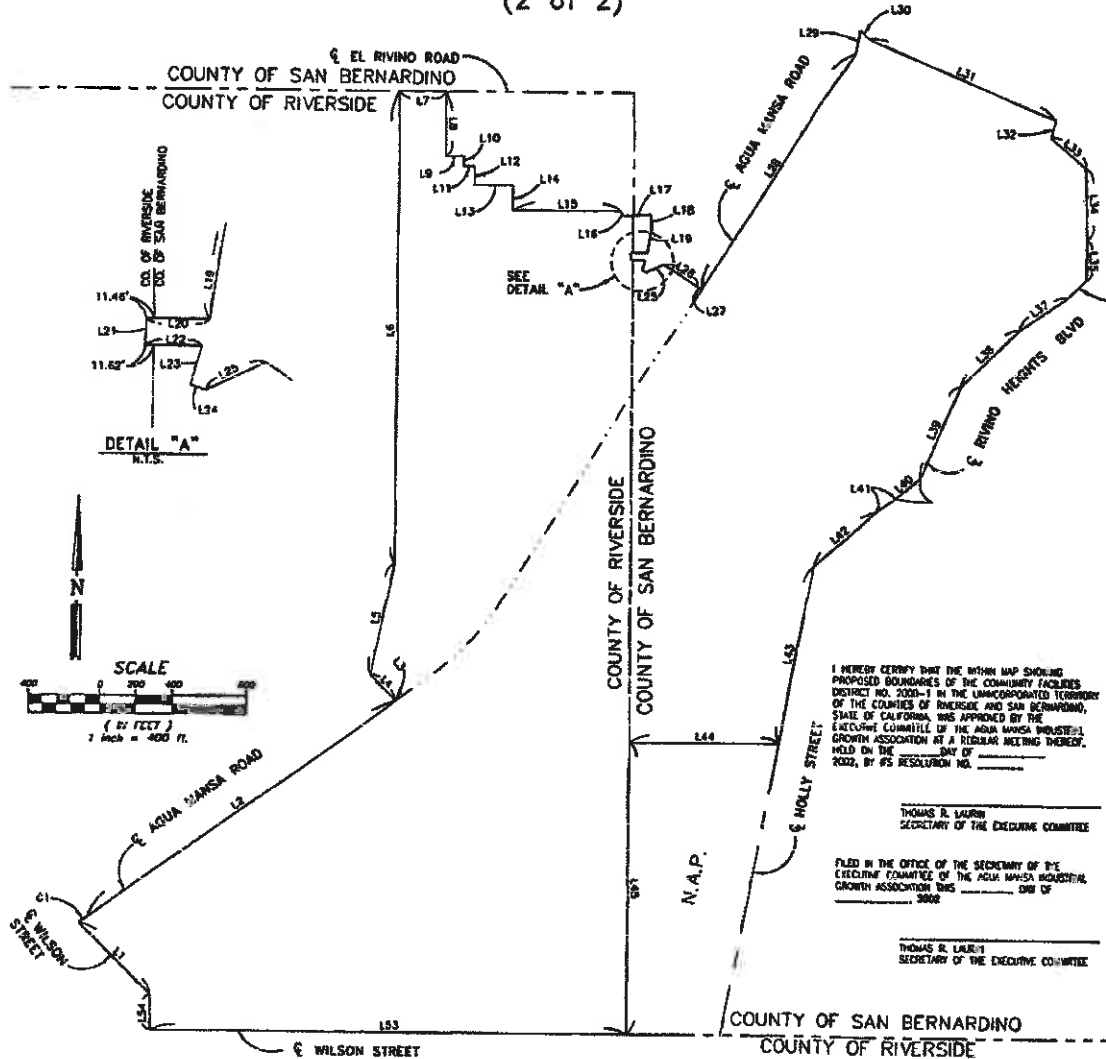 (2 of 2)
L30
L29
℄ EL RIVINO ROAD
COUNTY OF SAN BERNARDINO
COUNTY OF RIVERSIDE
L7
L31
L8
L10
L9
L12
L11
L13
L14
L15
L16
L17
L18
L19
L32
L33
L34
L35
℄ AGUA MANSA ROAD
L28
CO. OF RIVERSIDE
CO. OF SAN BERNARDINO
11.46'
L19
L20
L21
L22
11.62'
L23
L25
L24
DETAIL "A"
N.T.S.
SEE
DETAIL "A"
L26
L25
L27
L6
L37
L38
L39
℄ RIVINO HEIGHTS BLVD
L40
L41
L42
COUNTY OF RIVERSIDE
COUNTY OF SAN BERNARDINO
N
L5
L3
L4
SCALE
400 0 200 400 800
( IN FEET )
1 inch = 400 ft.
L43
L44
I HEREBY CERTIFY THAT THE WITHIN MAP SHOWING
PROPOSED BOUNDARIES OF THE COMMUNITY FACILITIES
DISTRICT NO. 2000-1 IN THE UNINCORPORATED TERRITORY
OF THE COUNTIES OF RIVERSIDE AND SAN BERNARDINO,
STATE OF CALIFORNIA, WAS APPROVED BY THE
EXECUTIVE COMMITTEE OF THE AGUA MANSA INDUSTRIAL
GROWTH ASSOCIATION AT A REGULAR MEETING THEREOF,
HELD ON THE ______ DAY OF ______
2002, BY ITS RESOLUTION NO. ______
THOMAS R. LAURIN
SECRETARY OF THE EXECUTIVE COMMITTEE
FILED IN THE OFFICE OF THE SECRETARY OF THE
EXECUTIVE COMMITTEE OF THE AGUA MANSA INDUSTRIAL
GROWTH ASSOCIATION THIS ______ DAY OF
______ 2002
THOMAS R. LAURIN
SECRETARY OF THE EXECUTIVE COMMITTEE
℄ AGUA MANSA ROAD
L2
℄ HOLLY STREET
N.A.P.
L45
C1
℄ WILSON
STREET
L1
L54
L53
℄ WILSON STREET
COUNTY OF SAN BERNARDINO
COUNTY OF RIVERSIDE